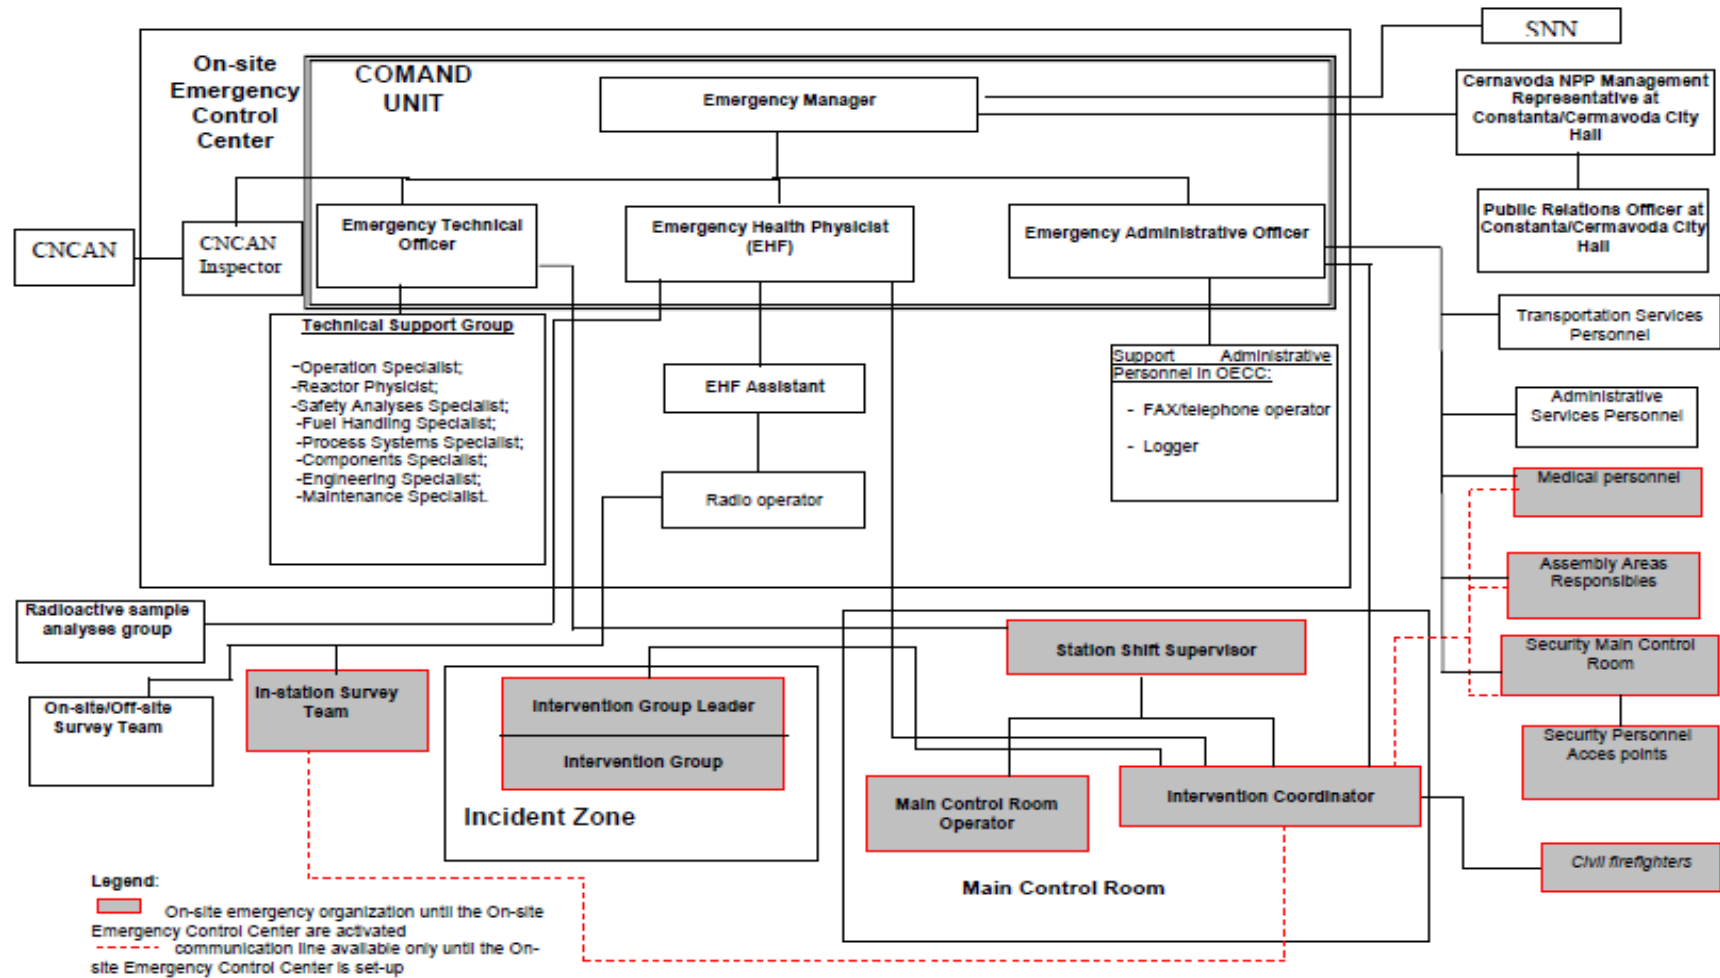 SNN
On-site
Emergency
Control
Center
COMAND
UNIT
Emergency Manager
Cernavoda NPP Management
Representative at
Constanta/Cermavoda City
Hall
CNCAN
CNCAN
Inspector
Emergency Technical
Officer
Emergency Health Physicist
(EHF)
Emergency Administrative Officer
Public Relations Officer at
Constanta/Cermavoda City
Hall
Technical Support Group
-Operation Specialist;
-Reactor Physicist;
-Safety Analyses Specialist;
-Fuel Handling Specialist;
-Process Systems Specialist;
-Components Specialist;
-Engineering Specialist;
-Maintenance Specialist.
EHF Assistant
Radio operator
Support Administrative
Personnel in OECC:
- FAX/telephone operator
- Logger
Transportation Services
Personnel
Administrative
Services Personnel
Medical personnel
Assembly Areas
Responsibles
Security Main Control
Room
Security Personnel
Acces points
Civil firefighters
Radioactive sample
analyses group
On-site/Off-site
Survey Team
In-station Survey
Team
Intervention Group Leader
Intervention Group
Incident Zone
Station Shift Supervisor
Main Control Room
Operator
Intervention Coordinator
Main Control Room
Legend:
On-site emergency organization until the On-site
Emergency Control Center are activated
communication line available only until the On-
site Emergency Control Center is set-up